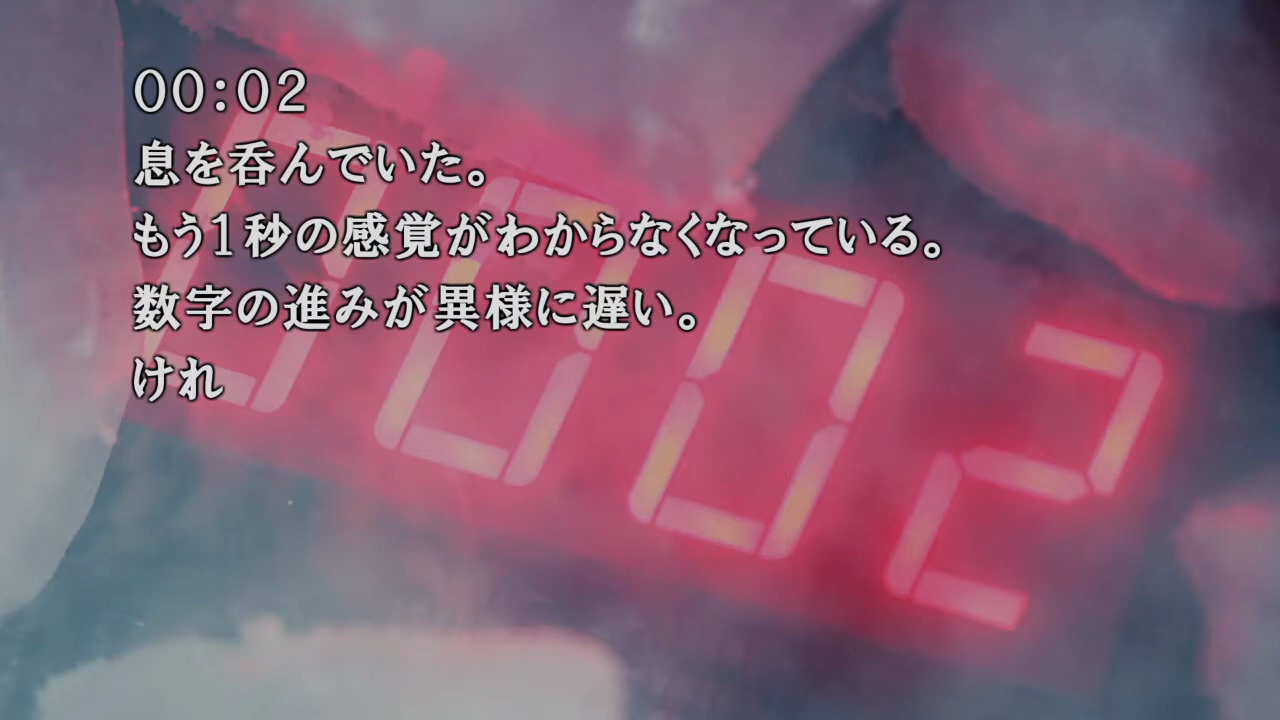 00:02
息を呑んでいた。
もう1秒の感覚がわからなくなっている。
数字の進みが異様に遅い。
けれ
0002